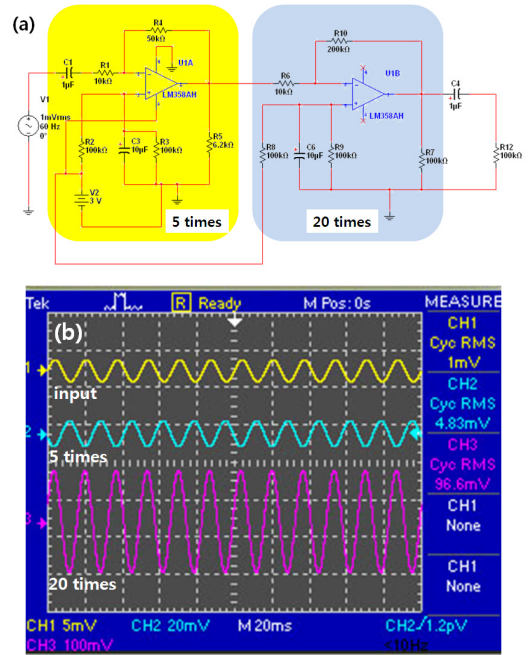 (a)
R4
50kΩ
U1A
C1
1µF
R1
10kΩ
LM358AH
V1
1mVrms
60 Hz
0°
R2
100kΩ
C3
10µF
R3
100kΩ
R5
6.2kΩ
V2
3 V
5 times
R10
200kΩ
R6
10kΩ
U1B
LM358AH
C4
1µF
R8
100kΩ
C6
10µF
R9
100kΩ
R7
100kΩ
R12
100kΩ
20 times
Tek
R Ready
M Pos: 0s
MEASURE
(b)
CH1
Cyc RMS
1mV
CH2
Cyc RMS
4.83mV
CH3
Cyc RMS
96.6mV
CH1
None
CH1
None
1
input
2
5 times
3
20 times
CH1 5mV
CH2 20mV
M 20ms
CH2 / 1.2pV
CH3 100mV
<10Hz